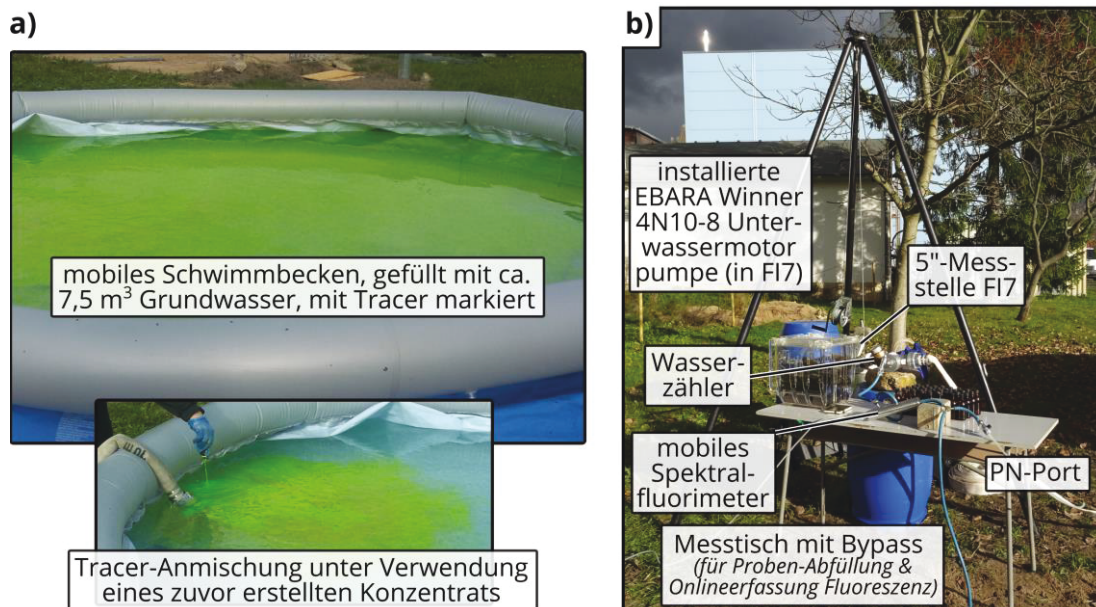 a)
mobiles Schwimmbecken, gefüllt mit ca.
7,5 m³ Grundwasser, mit Tracer markiert
Tracer-Anmischung unter Verwendung
eines zuvor erstellten Konzentrats
b)
installierte
EBARA Winner
4N10-8 Unter-
wassermotor
pumpe (in FI7)
5"-Mess-
stelle FI7
Wasser-
zähler
mobiles
Spektral-
fluorimeter
PN-Port
Messtisch mit Bypass
(für Proben-Abfüllung &
Onlineerfassung Fluoreszenz)